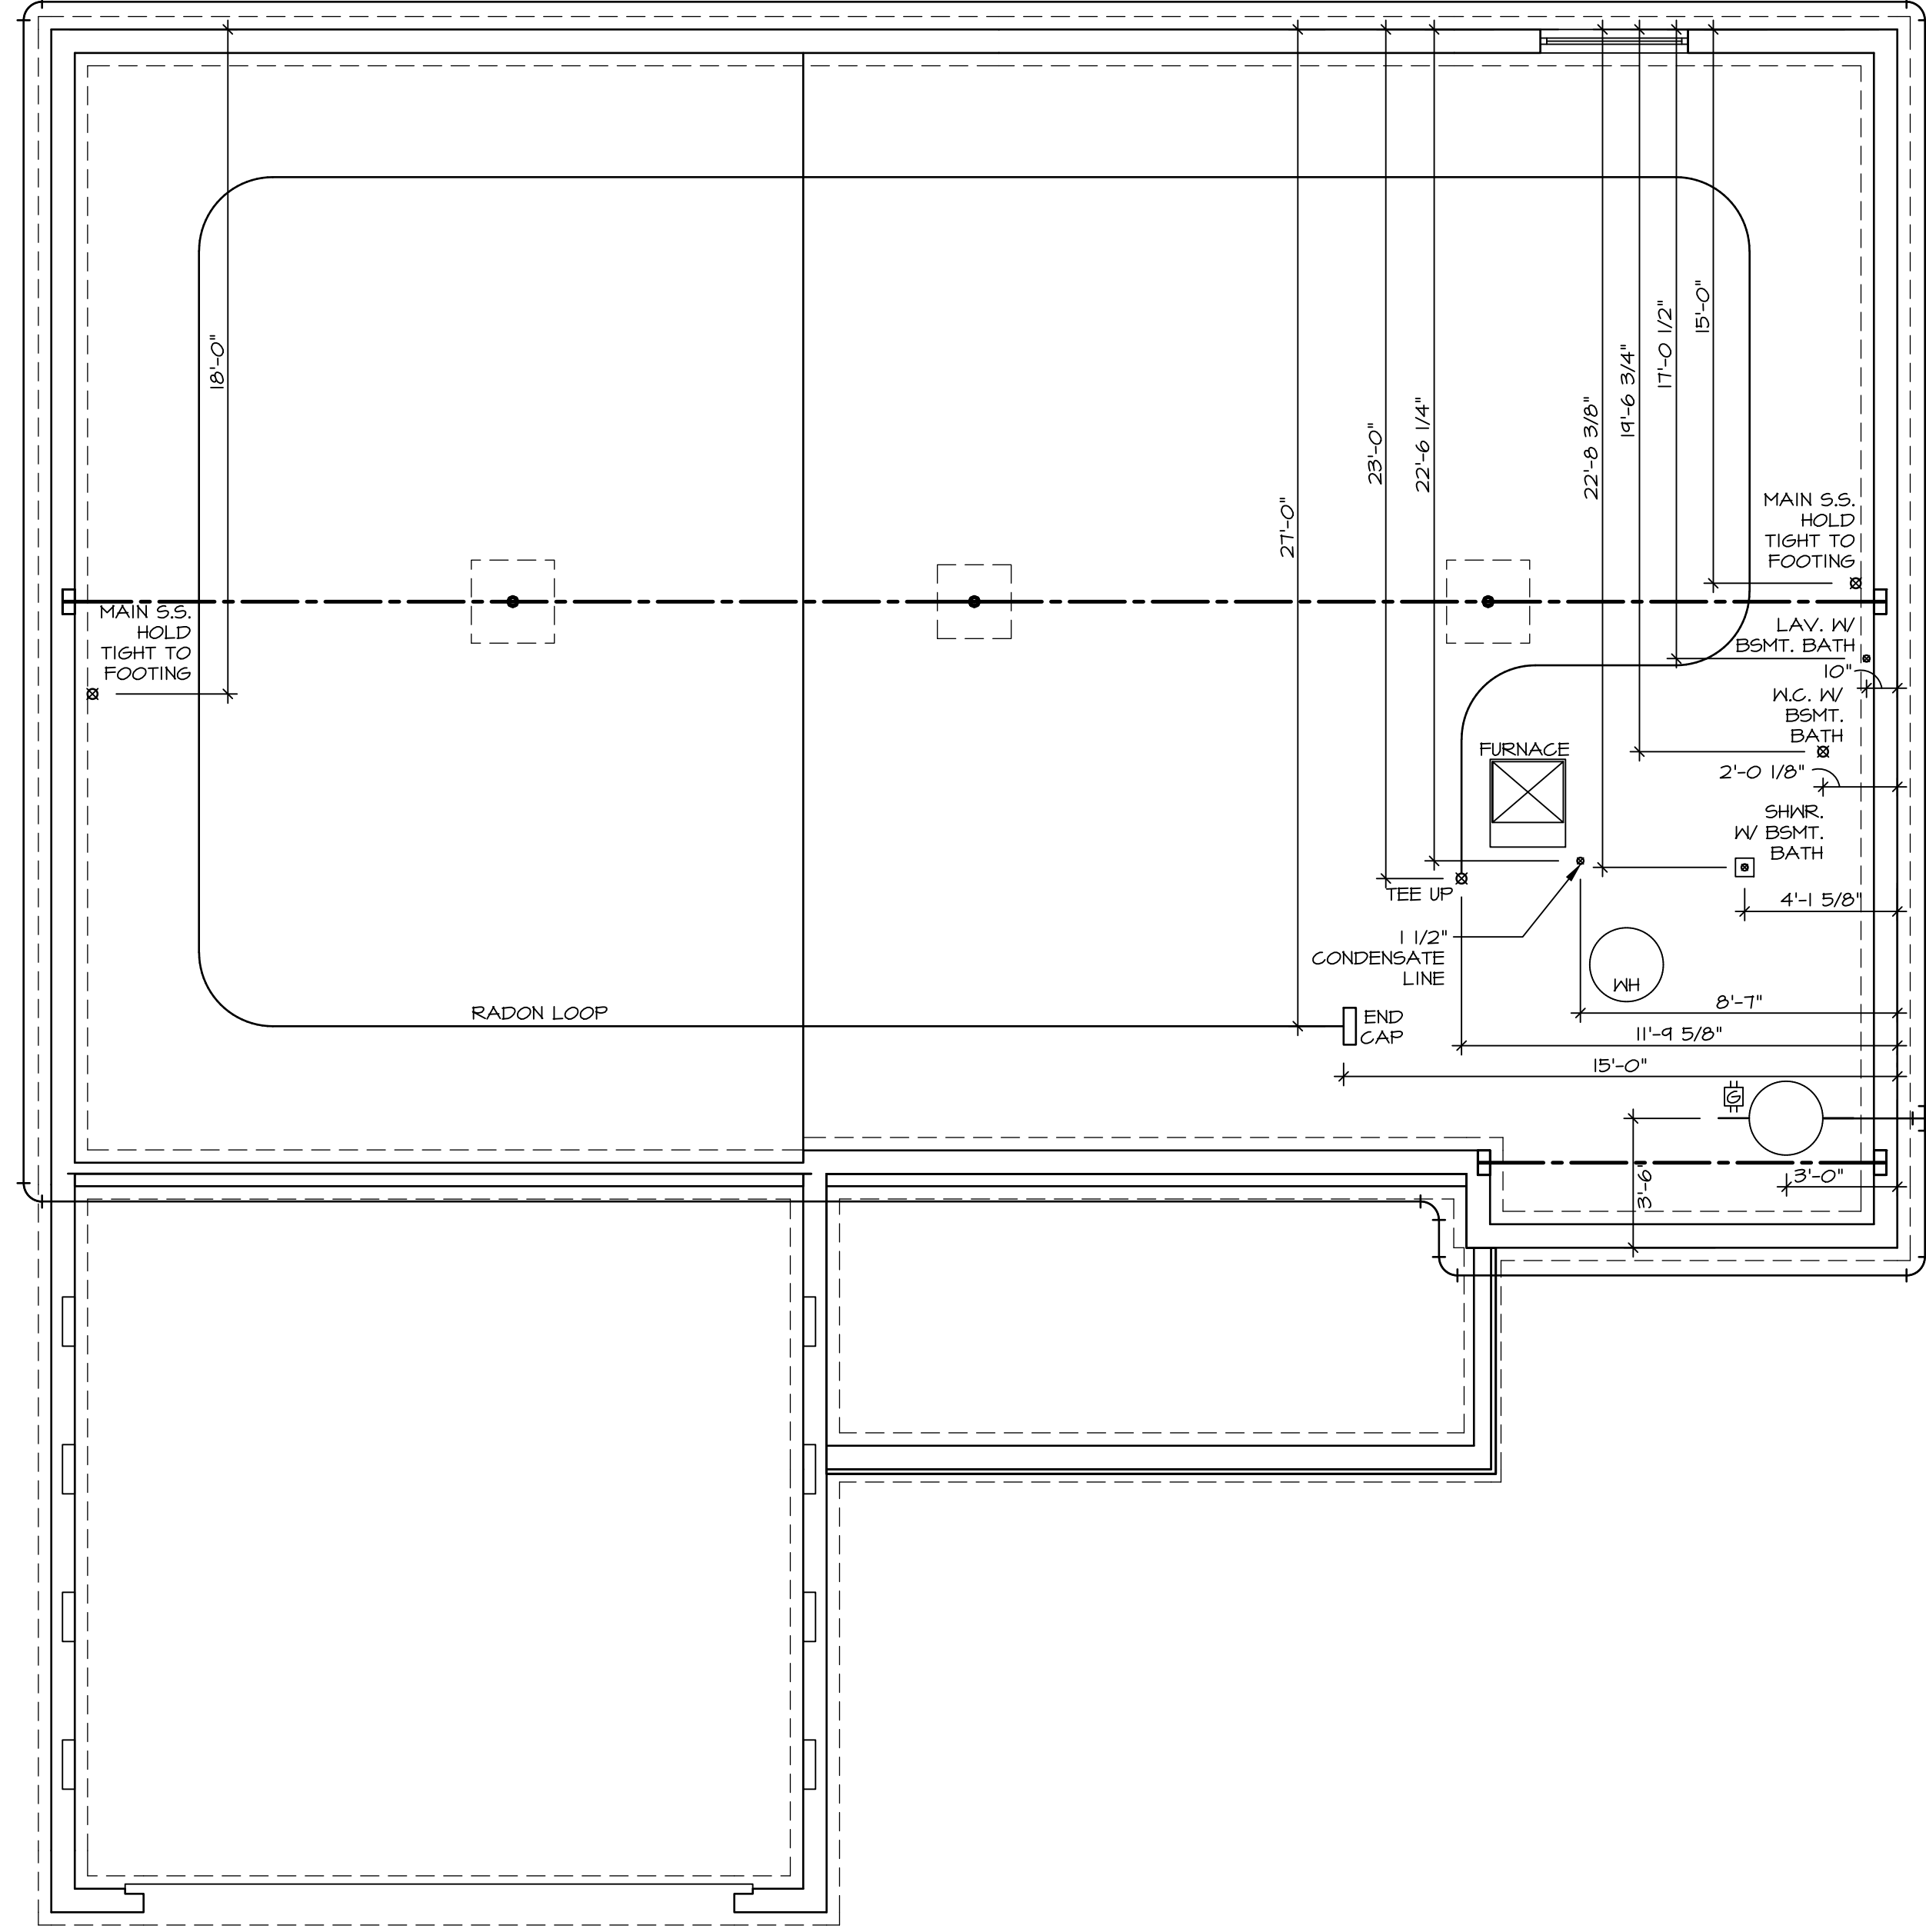 18'-0"
27'-0"
23'-0"
22'-6 1/4"
22'-8 3/8"
19'-6 3/4"
17'-0 1/2"
15'-0"
MAIN S.S.
HOLD
TIGHT TO
FOOTING
MAIN S.S.
HOLD
TIGHT TO
FOOTING
LAV. W/
BSMT. BATH
10"
W.C. W/
BSMT.
BATH
2'-0 1/8"
FURNACE
SHWR.
W/ BSMT.
BATH
TEE UP
4'-1 5/8"
1 1/2"
CONDENSATE
LINE
WH
8'-7"
RADON LOOP
END
CAP
11'-9 5/8"
15'-0"
G
3'-6"
3'-0"